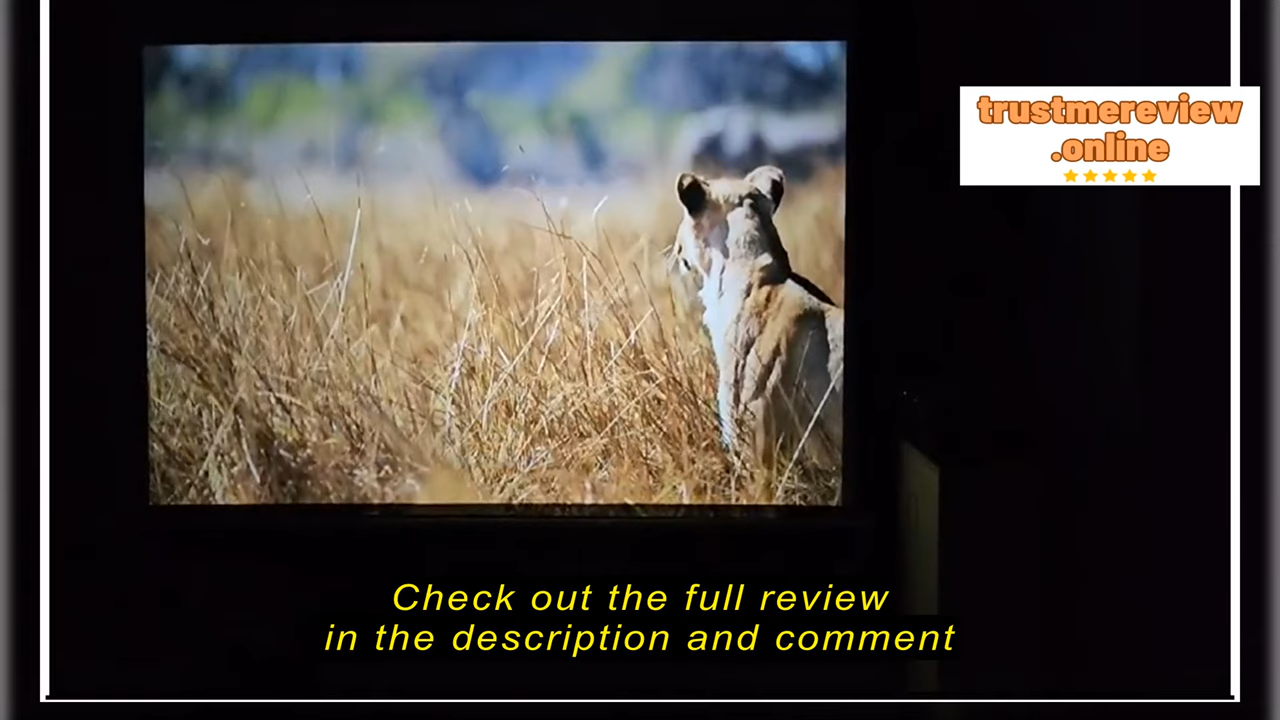 trustmereview
.online
Check out the full review
in the description and comment